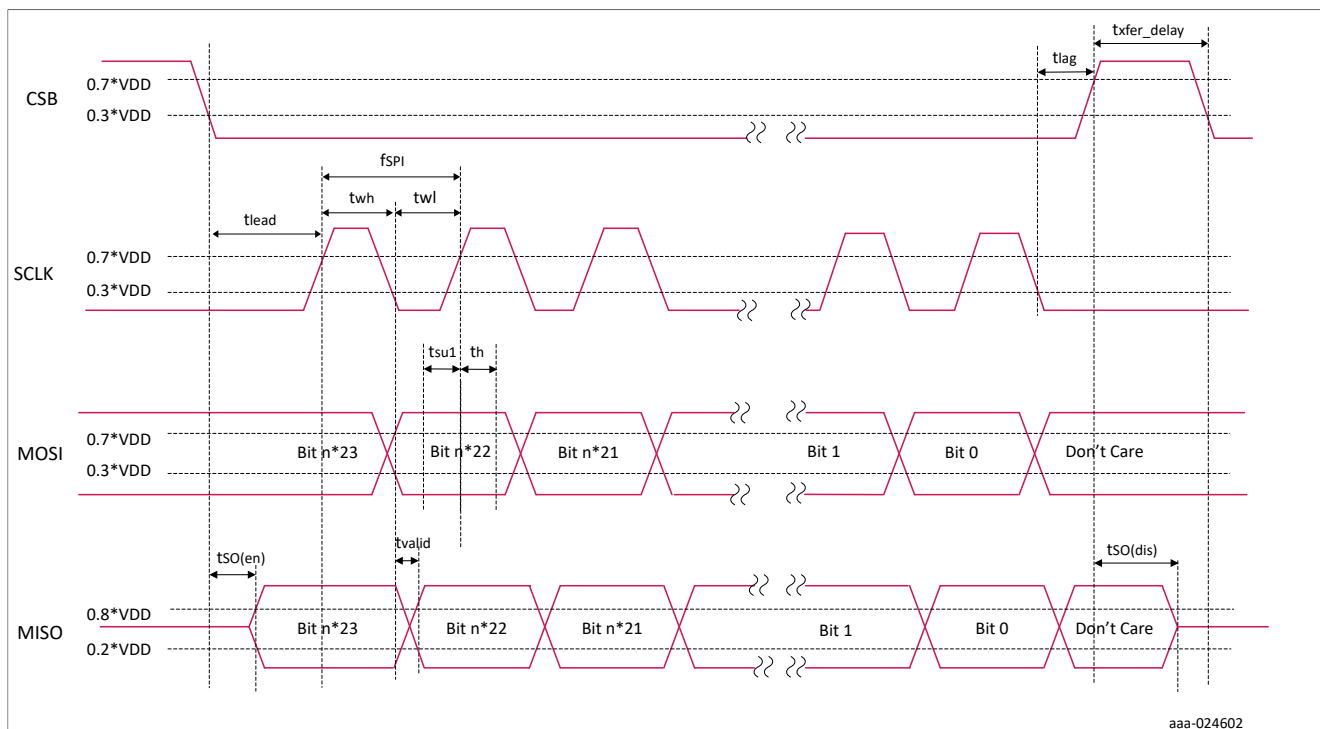 txfer_delay
tlag
0.7*VDD
CSB
0.3*VDD
fSPI
twh
twl
tlead
0.7*VDD
SCLK
0.3*VDD
tsu1
th
0.7*VDD
MOSI
Bit n*23
Bit n*22
Bit n*21
Bit 1
Bit 0
Don't Care
0.3*VDD
tvalid
tSO(en)
tSO(dis)
0.8*VDD
MISO
Bit n*23
Bit n*22
Bit n*21
Bit 1
Bit 0
Don't Care
0.2*VDD
aaa-024602